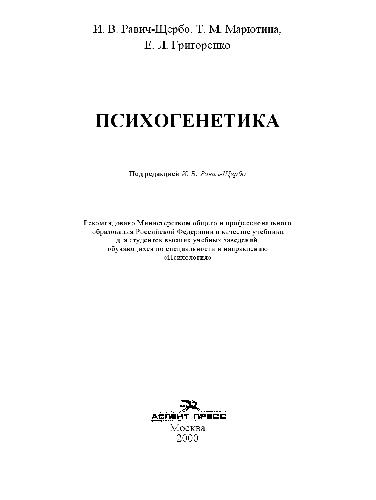 И. В. Равич-Щербо, Т. М. Марютина,
Е. Л. Григоренко
ПСИХОГЕНЕТИКА
Под редакцией И. В. Равич-Щербо
Рекомендовано Министерством общего и профессионального
образования Российской Федерации в качестве учебника
для студентов высших учебных заведений,
обучающихся по специальности и направлению
«Психология»
АСПЕКТ ПРЕСС
Москва
2000